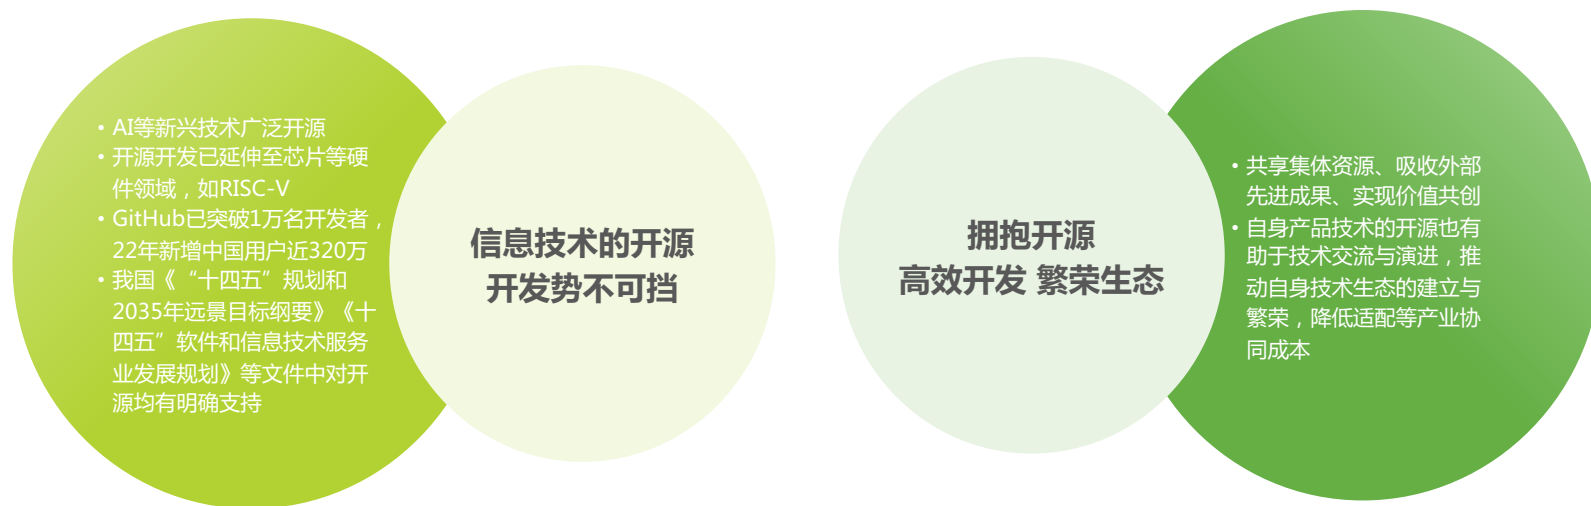 • AI等新兴技术广泛开源
• 开源开发已延伸至芯片等硬
件领域，如RISC-V
• GitHub已突破1万名开发者，
22年新增中国用户近320万
• 我国《“十四五”规划和
2035年远景目标纲要》《十
四五”软件和信息技术服务
业发展规划》等文件中对开
源均有明确支持
信息技术的开源
开发势不可挡
拥抱开源
高效开发 繁荣生态
• 共享集体资源、吸收外部
先进成果、实现价值共创
• 自身产品技术的开源也有
助于技术交流与演进，推
动自身技术生态的建立与
繁荣，降低适配等产业协
同成本